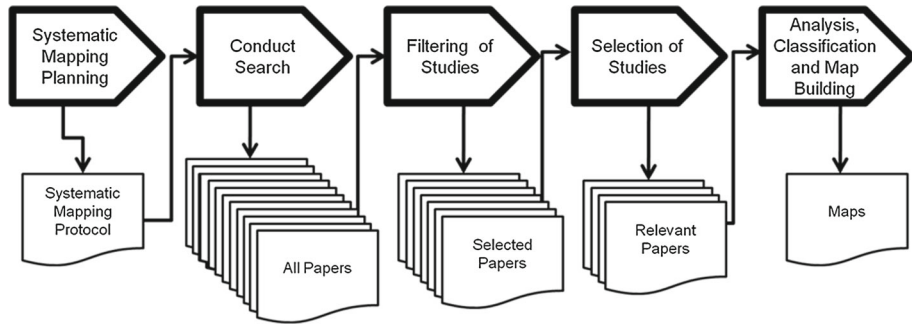 Systematic
Mapping
Planning
Conduct
Search
Filtering of
Studies
Selection of
Studies
Analysis,
Classification
and Map
Building
Systematic
Mapping
Protocol
All Papers
Selected
Papers
Relevant
Papers
Maps